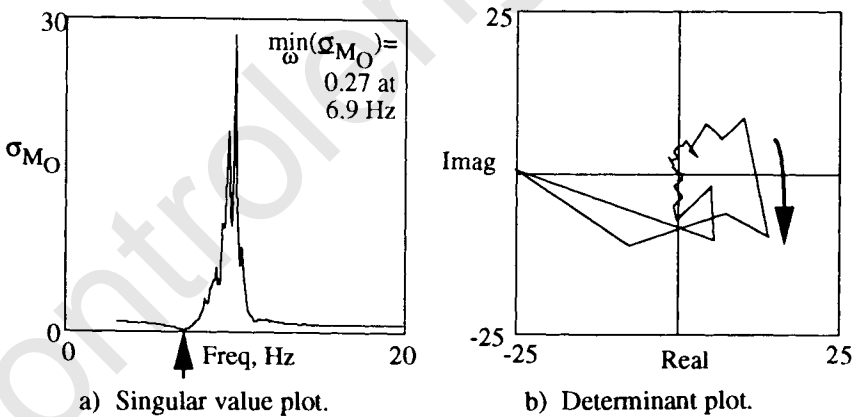 30
min(σMO)=
ω
0.27 at
6.9 Hz
σMO
0
0
Freq, Hz
20
a) Singular value plot.
25
Imag
-25
-25
Real
25
b) Determinant plot.